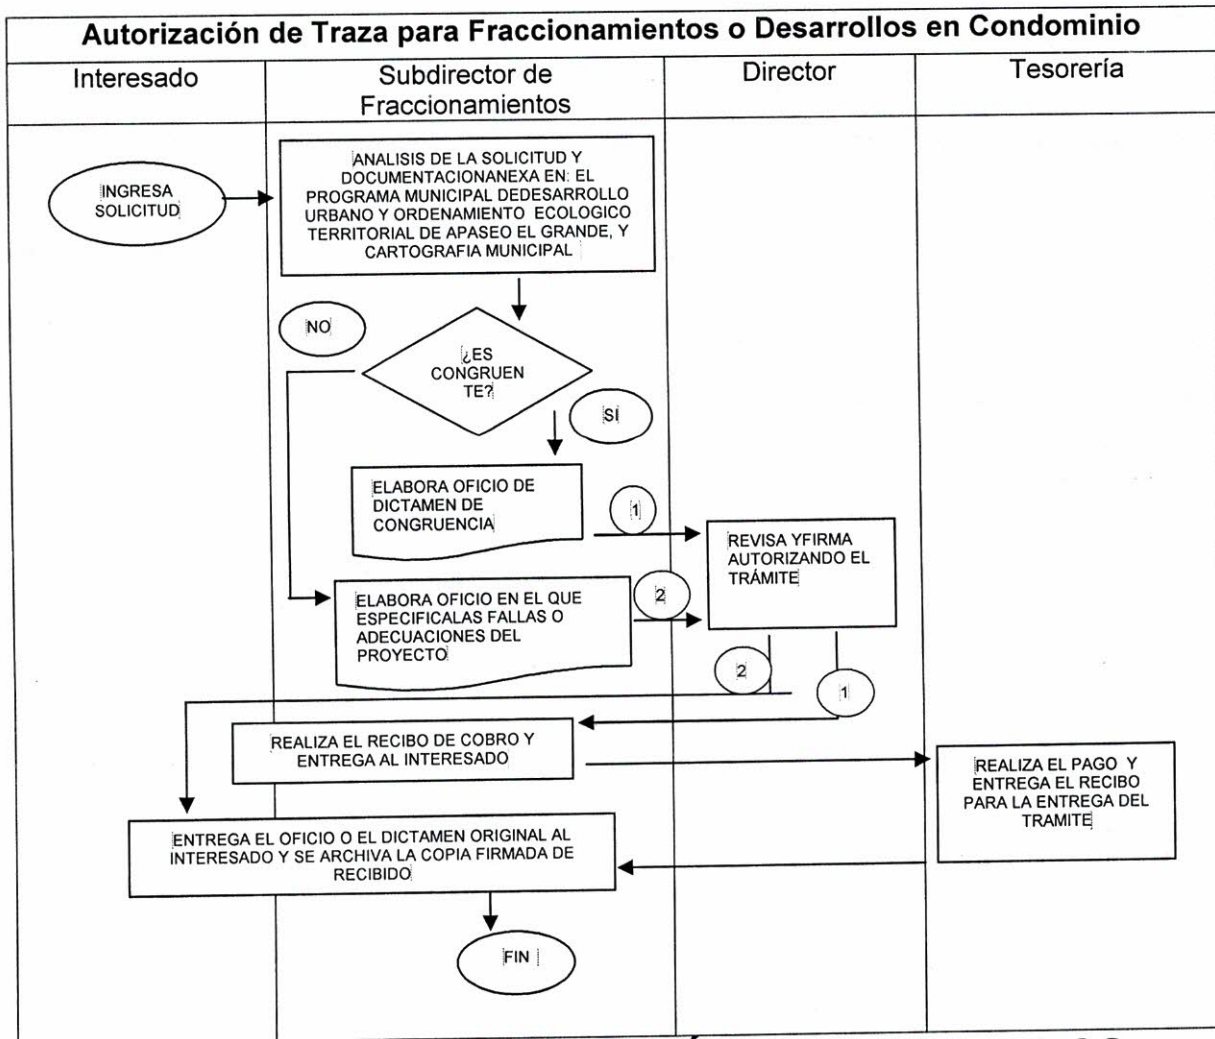 Autorización de Traza para Fraccionamientos o Desarrollos en Condominio
Interesado
Subdirector de
Fraccionamientos
Director
Tesorería
INGRESA
SOLICITUD
ANALISIS DE LA SOLICITUD Y
DOCUMENTACIONANEXA EN: EL
PROGRAMA MUNICIPAL DEDESARROLLO
URBANO Y ORDENAMIENTO ECOLOGICO
TERRITORIAL DE APASEO EL GRANDE, Y
CARTOGRAFIA MUNICIPAL
NO
¿ES
CONGRUEN
TE?
SÍ
ELABORA OFICIO DE
DICTAMEN DE
CONGRUENCIA
1
REVISA YFIRMA
AUTORIZANDO EL
TRÁMITE
ELABORA OFICIO EN EL QUE
ESPECIFICALAS FALLAS O
ADECUACIONES DEL
PROYECTO
2
2
1
REALIZA EL RECIBO DE COBRO Y
ENTREGA AL INTERESADO
REALIZA EL PAGO Y
ENTREGA EL RECIBO
PARA LA ENTREGA DEL
TRAMITE
ENTREGA EL OFICIO O EL DICTAMEN ORIGINAL AL
INTERESADO Y SE ARCHIVA LA COPIA FIRMADA DE
RECIBIDO
FIN